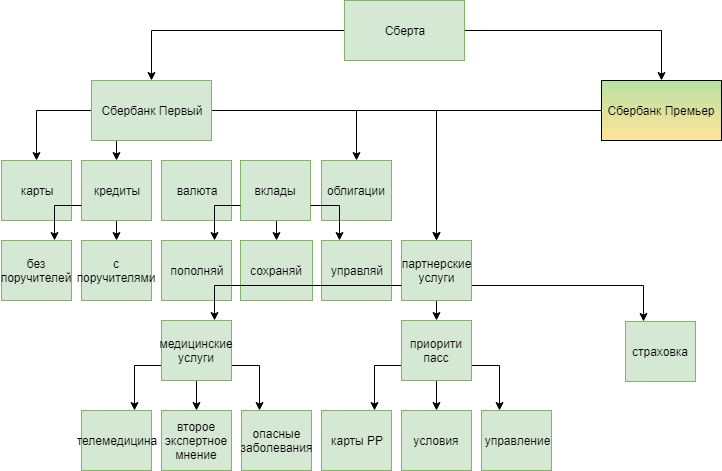 Сберта
Сбербанк Первый
Сбербанк Премьер
карты
кредиты
валюта
вклады
облигации
без
поручителей
с
поручителями
пополняй
сохраняй
управляй
партнерские
услуги
медицинские
услуги
приорити
пасс
страховка
телемедицина
второе
экспертное
мнение
опасные
заболевания
карты PP
условия
управление